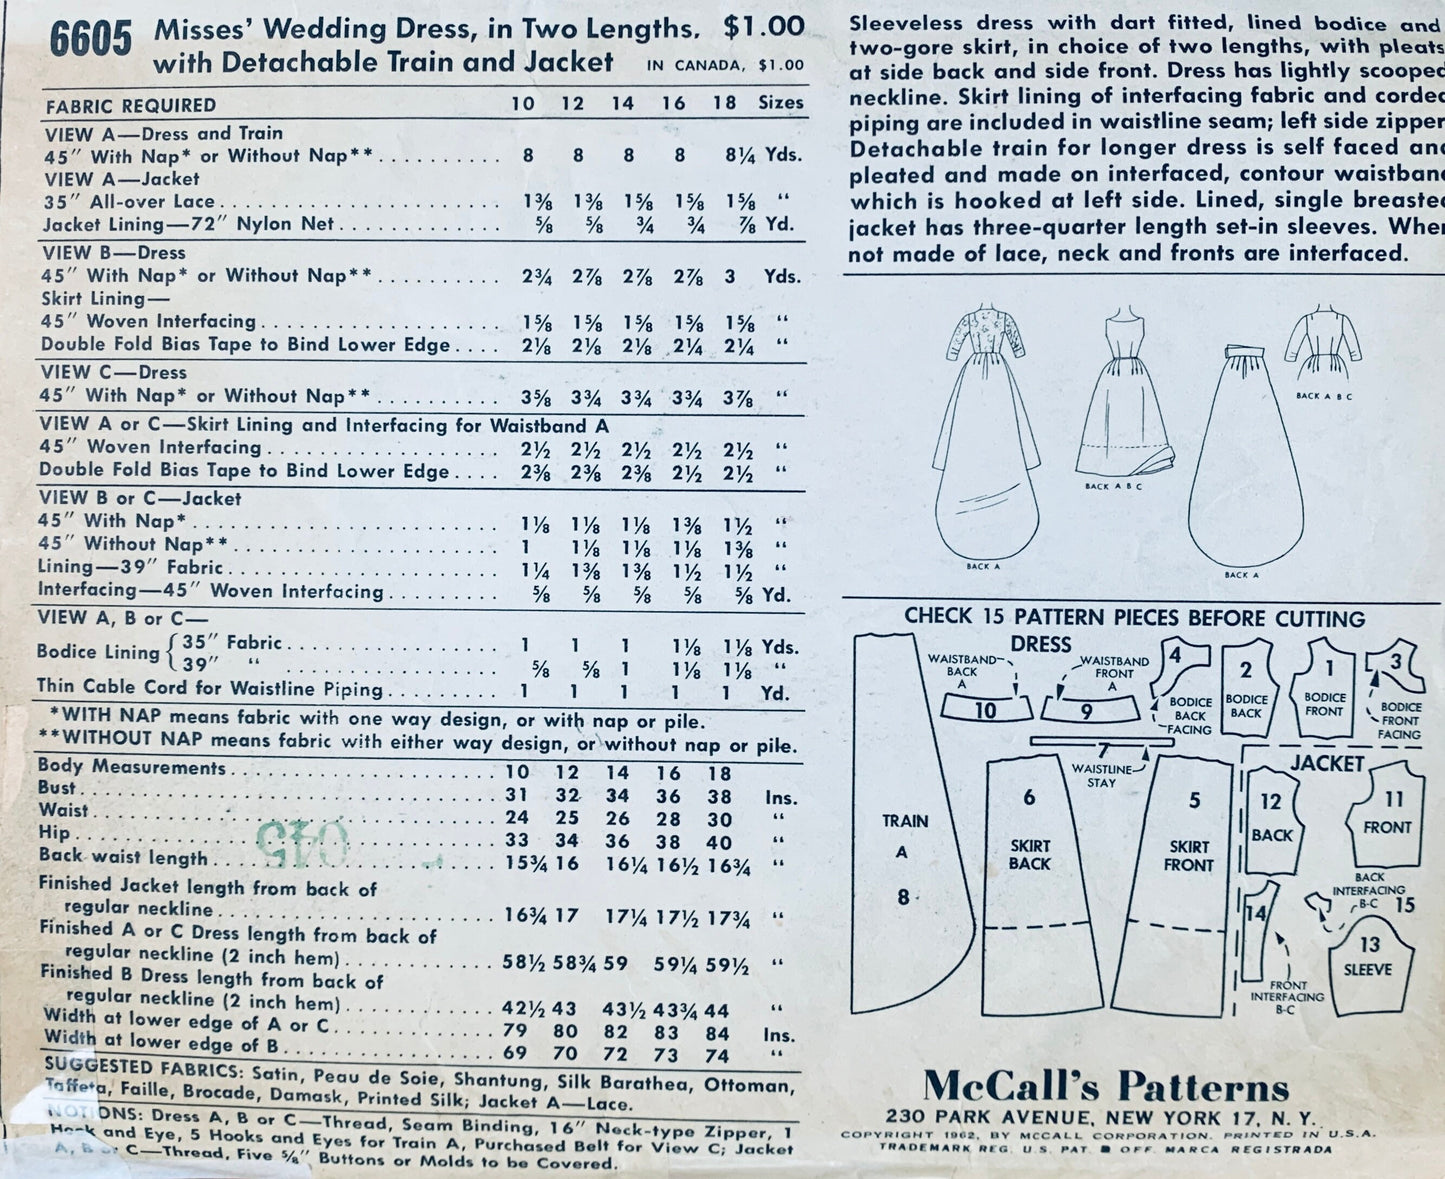 6605 Misses' Wedding Dress, in Two Lengths, $1.00
with Detachable Train and Jacket IN CANADA, $1.00
FABRIC REQUIRED 10 12 14 16 18 Sizes
VIEW A—Dress and Train
45″ With Nap* or Without Nap** .......... 8 8 8 8 8¼ Yds.
VIEW A—Jacket
35″ All-over Lace .......... 1⅜ 1⅜ 1⅝ 1⅝ 1⅝ "
Jacket Lining—72″ Nylon Net .......... ⅝ ⅝ ¾ ¾ ⅞ Yd.
VIEW B—Dress
45″ With Nap* or Without Nap** .......... 2¾ 2⅞ 2⅞ 2⅞ 3 Yds.
Skirt Lining—
45″ Woven Interfacing .......... 1⅝ 1⅝ 1⅝ 1⅝ 1⅝ "
Double Fold Bias Tape to Bind Lower Edge .... 2⅛ 2⅛ 2⅛ 2¼ 2¼ "
VIEW C—Dress
45″ With Nap* or Without Nap** .......... 3⅝ 3¾ 3¾ 3¾ 3⅞ "
VIEW A or C—Skirt Lining and Interfacing for Waistband A
45″ Woven Interfacing .......... 2½ 2½ 2½ 2½ 2½ "
Double Fold Bias Tape to Bind Lower Edge .... 2⅜ 2⅜ 2⅜ 2½ 2½ "
VIEW B or C—Jacket
45″ With Nap* .......... 1⅛ 1⅛ 1⅛ 1⅜ 1½ "
45″ Without Nap** .......... 1 1⅛ 1⅛ 1⅛ 1⅜ "
Lining—39″ Fabric .......... 1¼ 1⅜ 1⅜ 1½ 1½ "
Interfacing—45″ Woven Interfacing .......... ⅝ ⅝ ⅝ ⅝ ⅝ Yd.
VIEW A, B or C—
Bodice Lining { 35″ Fabric .......... 1 1 1 1⅛ 1⅛ Yds.
39″ " .......... ⅝ ⅝ 1 1⅛ 1⅛ "
Thin Cable Cord for Waistline Piping .......... 1 1 1 1 1 Yd.
*WITH NAP means fabric with one way design, or with nap or pile.
**WITHOUT NAP means fabric with either way design, or without nap or pile.
Body Measurements .......... 10 12 14 16 18
Bust .......... 31 32 34 36 38 Ins.
Waist .......... 24 25 26 28 30 "
Hip .......... 33 34 36 38 40 "
Back waist length .......... 15¾ 16 16¼ 16½ 16¾ "
Finished Jacket length from back of
regular neckline .......... 16¾ 17 17¼ 17½ 17¾ "
Finished A or C Dress length from back of
regular neckline (2 inch hem) .......... 58½ 58¾ 59 59¼ 59½ "
Finished B Dress length from back of
regular neckline (2 inch hem) .......... 42½ 43 43½ 43¾ 44 "
Width at lower edge of A or C .......... 79 80 82 83 84 Ins.
Width at lower edge of B .......... 69 70 72 73 74 "
SUGGESTED FABRICS: Satin, Peau de Soie, Shantung, Silk Barathea, Ottoman,
Taffeta, Faille, Brocade, Damask, Printed Silk; Jacket A—Lace.
NOTIONS: Dress A, B or C—Thread, Seam Binding, 16″ Neck-type Zipper, 1
Hook and Eye, 5 Hooks and Eyes for Train A, Purchased Belt for View C; Jacket
A, B or C—Thread, Five ⅝″ Buttons or Molds to be Covered.
Sleeveless dress with dart fitted, lined bodice and
two-gore skirt, in choice of two lengths, with pleats
at side back and side front. Dress has lightly scooped
neckline. Skirt lining of interfacing fabric and corded
piping are included in waistline seam; left side zipper
Detachable train for longer dress is self faced and
pleated and made on interfaced, contour waistband
which is hooked at left side. Lined, single breasted
jacket has three-quarter length set-in sleeves. When
not made of lace, neck and fronts are interfaced.
BACK A
BACK A B C
BACK A
BACK A B C
CHECK 15 PATTERN PIECES BEFORE CUTTING
DRESS
TRAIN
A
8
WAISTBAND
BACK
A
10
WAISTBAND
FRONT
A
9
4
BODICE
BACK
FACING
2
BODICE
BACK
1
BODICE
FRONT
3
BODICE
FRONT
FACING
7
WAISTLINE
STAY
6
SKIRT
BACK
5
SKIRT
FRONT
JACKET
12
BACK
11
FRONT
BACK
INTERFACING
B-C 15
14
FRONT
INTERFACING
B-C
13
SLEEVE
McCall's Patterns
230 PARK AVENUE, NEW YORK 17, N. Y.
COPYRIGHT 1962, BY MCCALL CORPORATION. PRINTED IN U.S.A.
TRADEMARK REG. U.S. PAT. ■ OFF. MARCA REGISTRADA